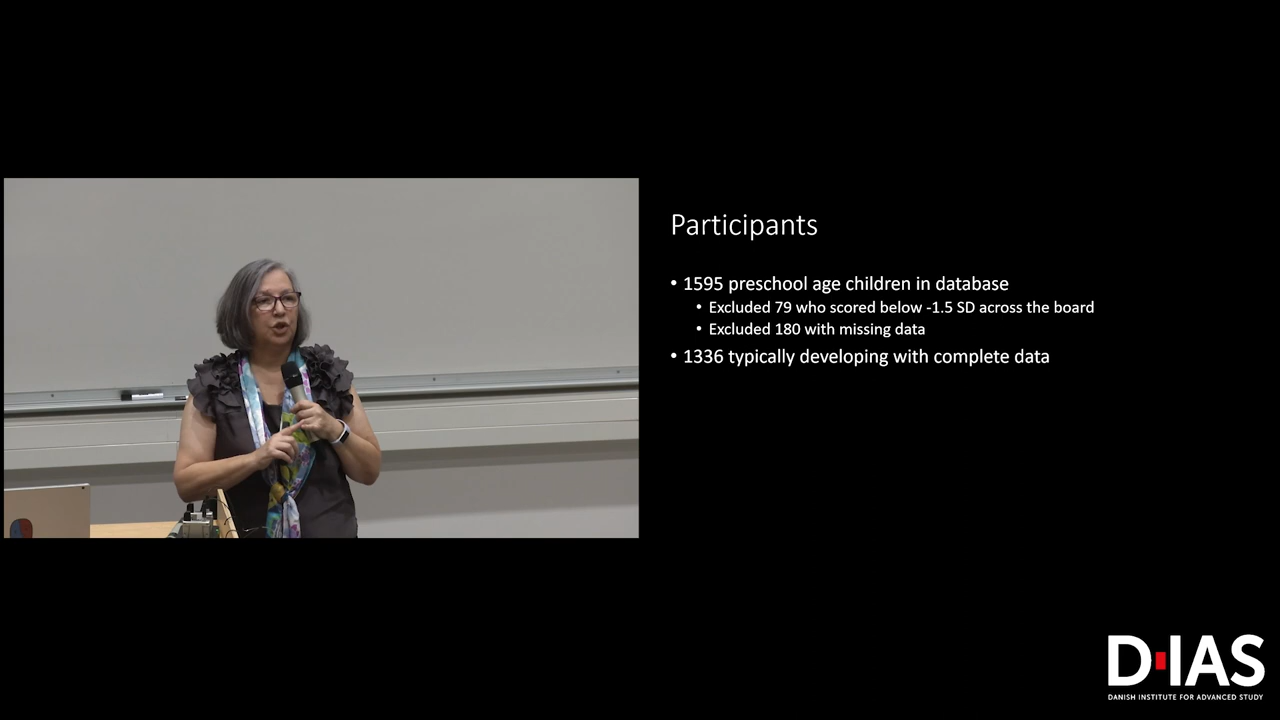 Participants
• 1595 preschool age children in database
• Excluded 79 who scored below -1.5 SD across the board
• Excluded 180 with missing data
• 1336 typically developing with complete data
D·IAS
DANISH INSTITUTE FOR ADVANCED STUDY